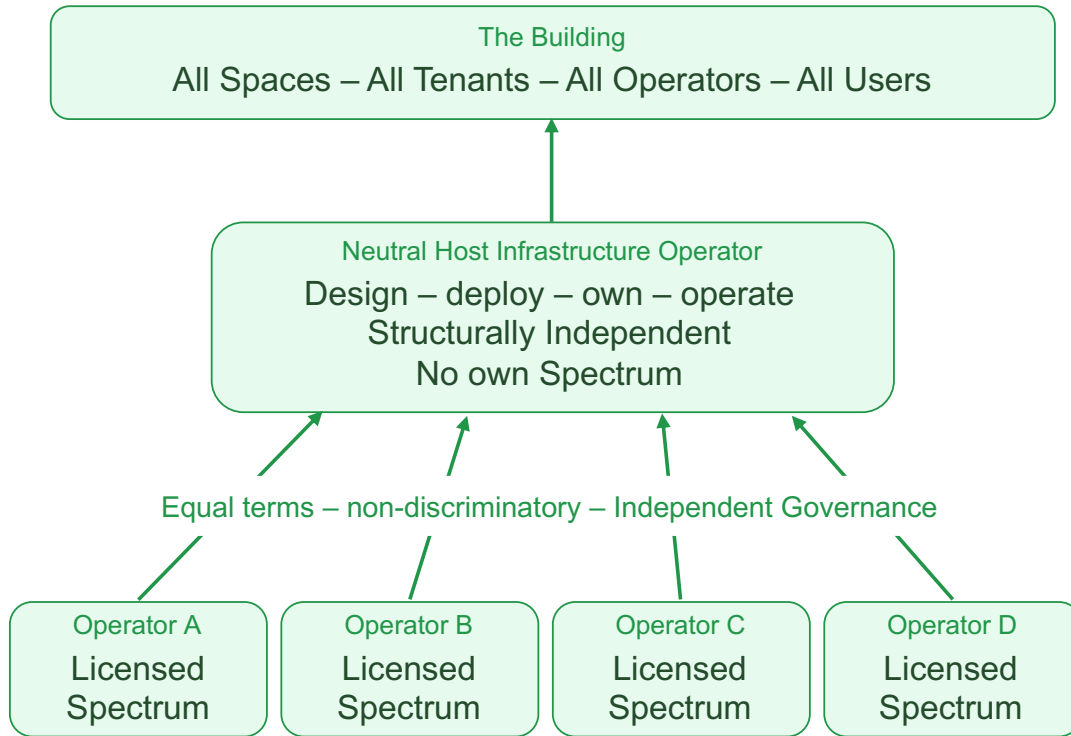 The Building
All Spaces – All Tenants – All Operators – All Users
Neutral Host Infrastructure Operator
Design – deploy – own – operate
Structurally Independent
No own Spectrum
Equal terms – non-discriminatory – Independent Governance
Operator A
Licensed
Spectrum
Operator B
Licensed
Spectrum
Operator C
Licensed
Spectrum
Operator D
Licensed
Spectrum